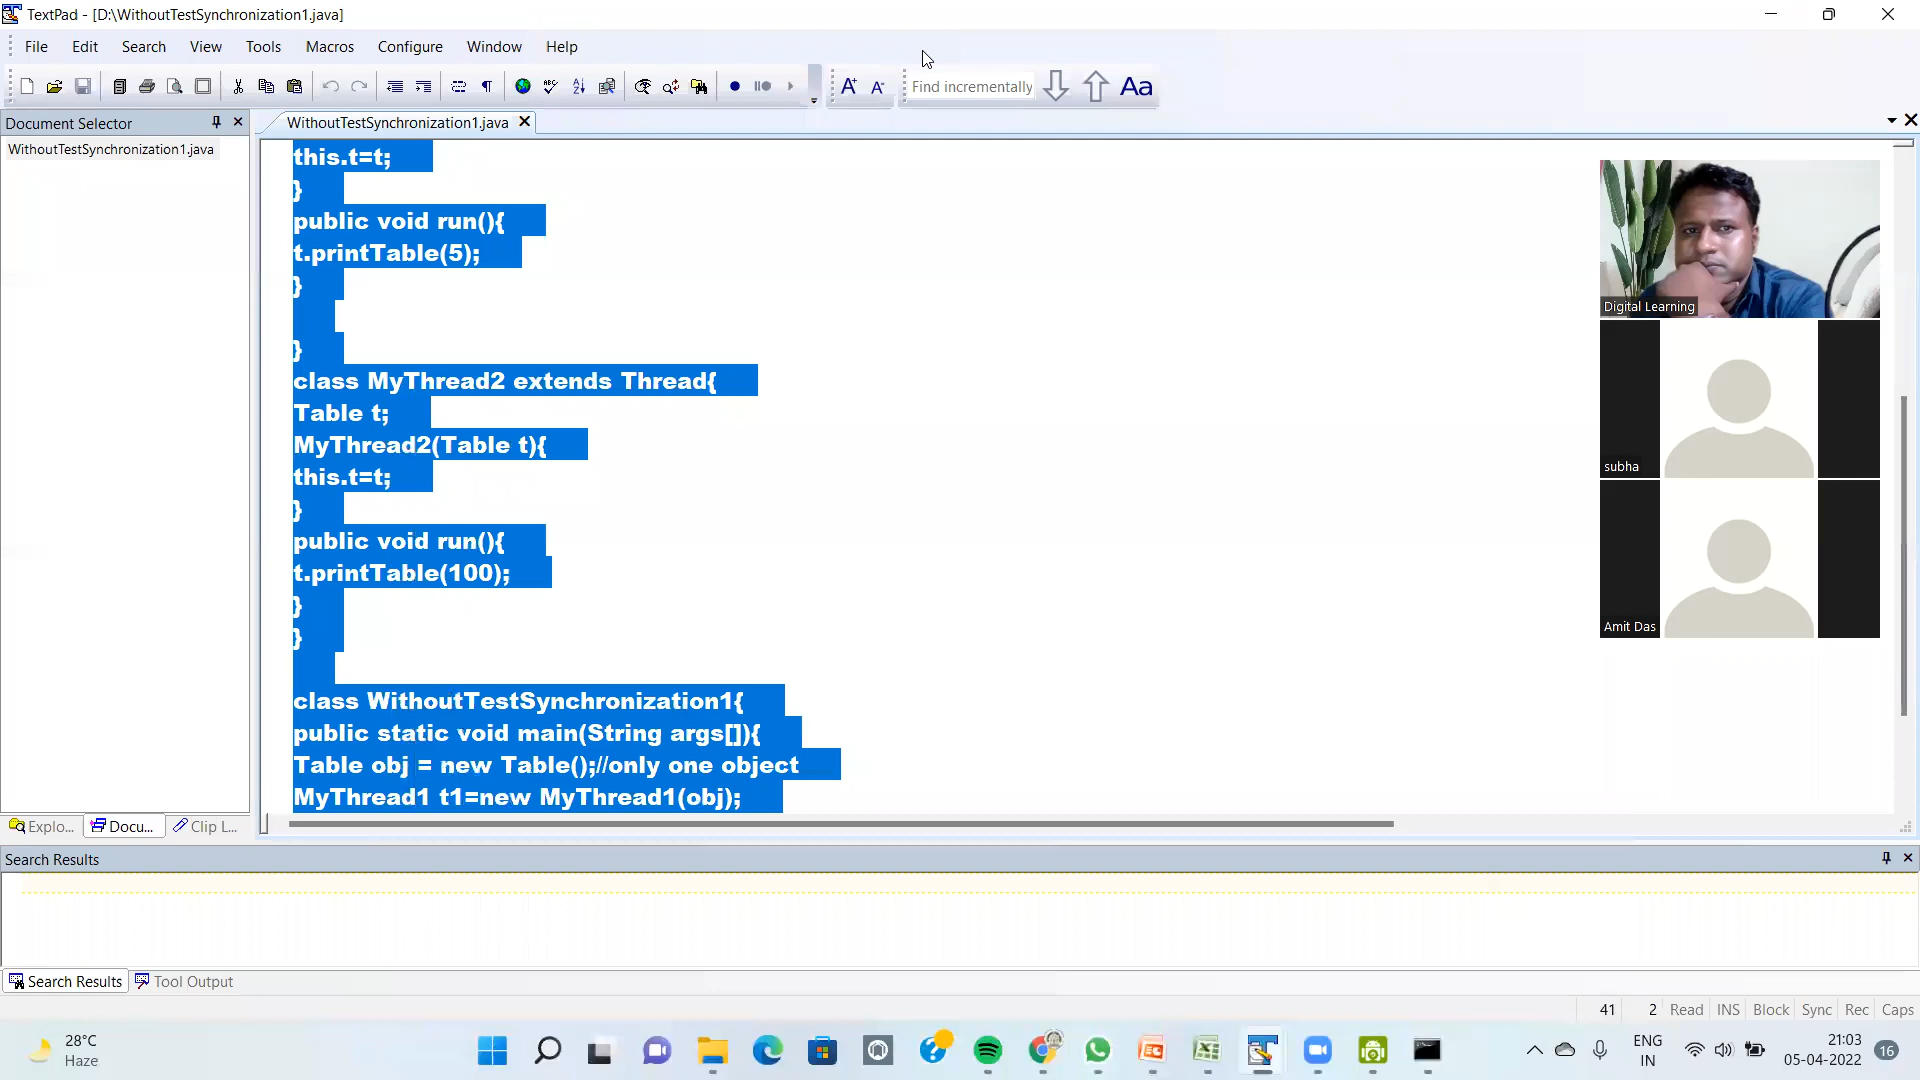 TextPad - [D:\WithoutTestSynchronization1.java]
File Edit Search View Tools Macros Configure Window Help
Find incrementally
Aa
Document Selector
WithoutTestSynchronization1.java
WithoutTestSynchronization1.java
this.t=t;
}
public void run(){
t.printTable(5);
}
}
class MyThread2 extends Thread{
Table t;
MyThread2(Table t){
this.t=t;
}
public void run(){
t.printTable(100);
}
}
class WithoutTestSynchronization1{
public static void main(String args[]){
Table obj = new Table();//only one object
MyThread1 t1=new MyThread1(obj);
Digital Learning
subha
Amit Das
Explo... Docu... Clip L...
Search Results
Search Results Tool Output
41 2 Read INS Block Sync Rec Caps
28°C
Haze
ENG
IN
21:03
05-04-2022
16